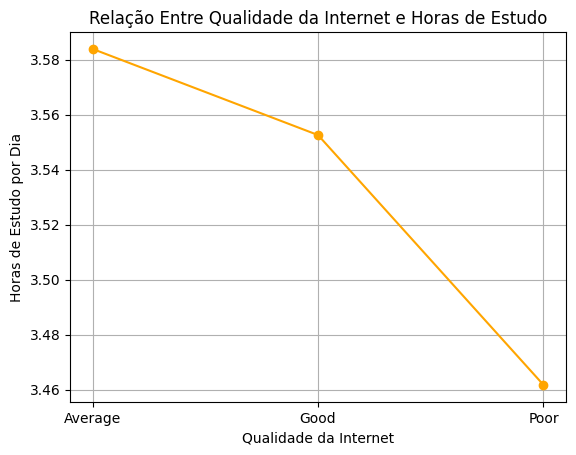 Relação Entre Qualidade da Internet e Horas de Estudo
Horas de Estudo por Dia
3.58
3.56
3.54
3.52
3.50
3.48
3.46
Average Good Poor
Qualidade da Internet